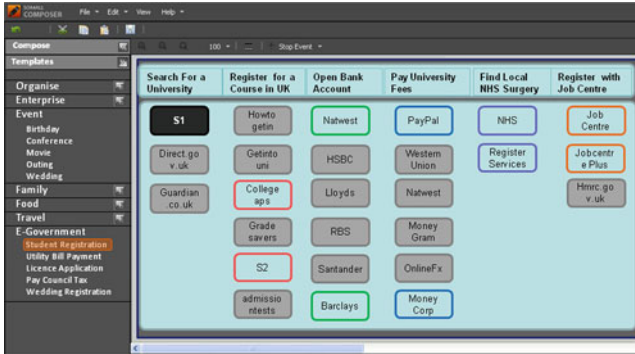 COMPOSER File Edit View Help
100 Stop Event
Compose
Templates
Organise
Enterprise
Event
Birthday
Conference
Movie
Outing
Wedding
Family
Food
Travel
E-Government
Student Registration
Utility Bill Payment
Licence Application
Pay Council Tax
Wedding Registration
Search For a
University
S1
Direct.go
v.uk
Guardian
.co.uk
Register for a
Course in UK
Howto
getin
Getinto
uni
College
aps
Grade
savers
S2
admissio
ntests
Open Bank
Account
Natwest
HSBC
Lloyds
RBS
Santander
Barclays
Pay University
Fees
PayPal
Western
Union
Natwest
Money
Gram
OnlineFx
Money
Corp
Find Local
NHS Surgery
NHS
Register
Services
Register with
Job Centre
Job
Centre
Jobcentr
e Plus
Hmrc.go
v.uk